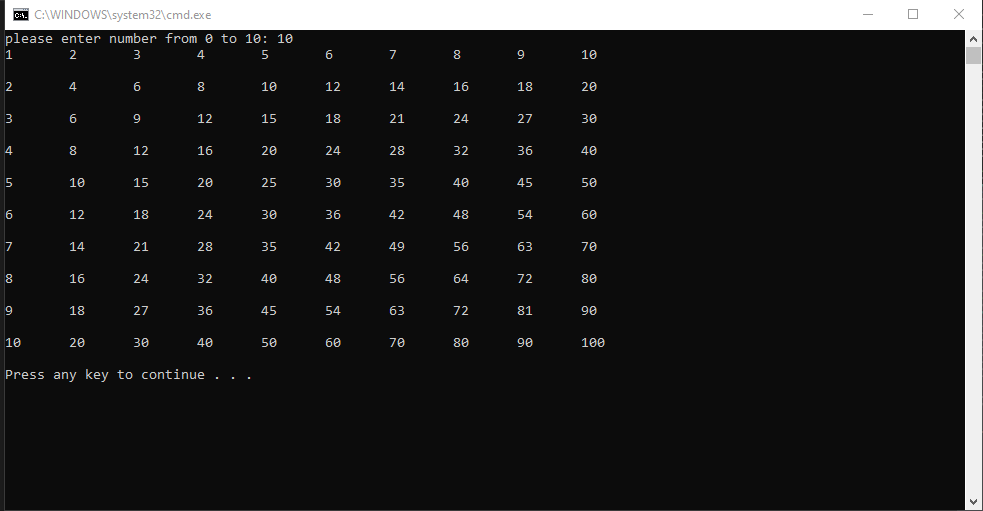 C:\WINDOWS\system32\cmd.exe
please enter number from 0 to 10: 10
1 2 3 4 5 6 7 8 9 10
2 4 6 8 10 12 14 16 18 20
3 6 9 12 15 18 21 24 27 30
4 8 12 16 20 24 28 32 36 40
5 10 15 20 25 30 35 40 45 50
6 12 18 24 30 36 42 48 54 60
7 14 21 28 35 42 49 56 63 70
8 16 24 32 40 48 56 64 72 80
9 18 27 36 45 54 63 72 81 90
10 20 30 40 50 60 70 80 90 100
Press any key to continue . . .